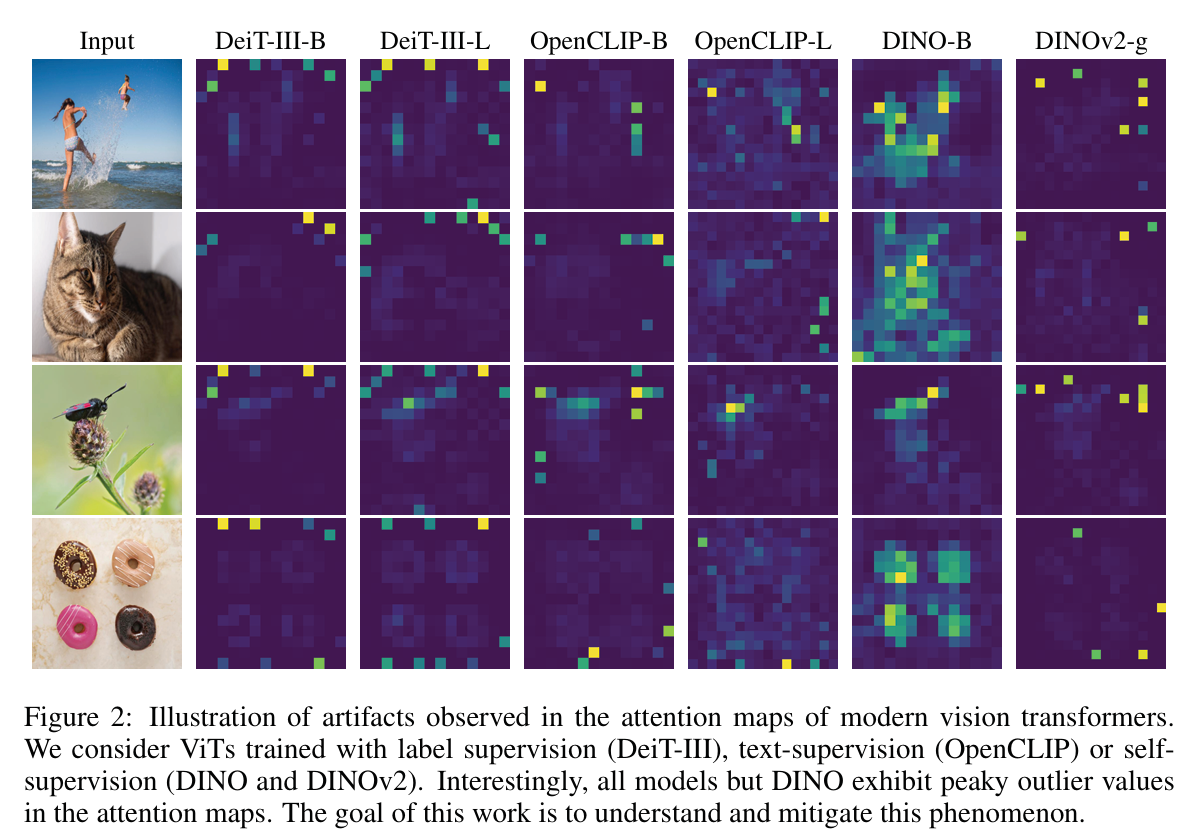 Input DeiT-III-B DeiT-III-L OpenCLIP-B OpenCLIP-L DINO-B DINOv2-g
Figure 2: Illustration of artifacts observed in the attention maps of modern vision transformers.
We consider ViTs trained with label supervision (DeiT-III), text-supervision (OpenCLIP) or self-
supervision (DINO and DINOv2). Interestingly, all models but DINO exhibit peaky outlier values
in the attention maps. The goal of this work is to understand and mitigate this phenomenon.